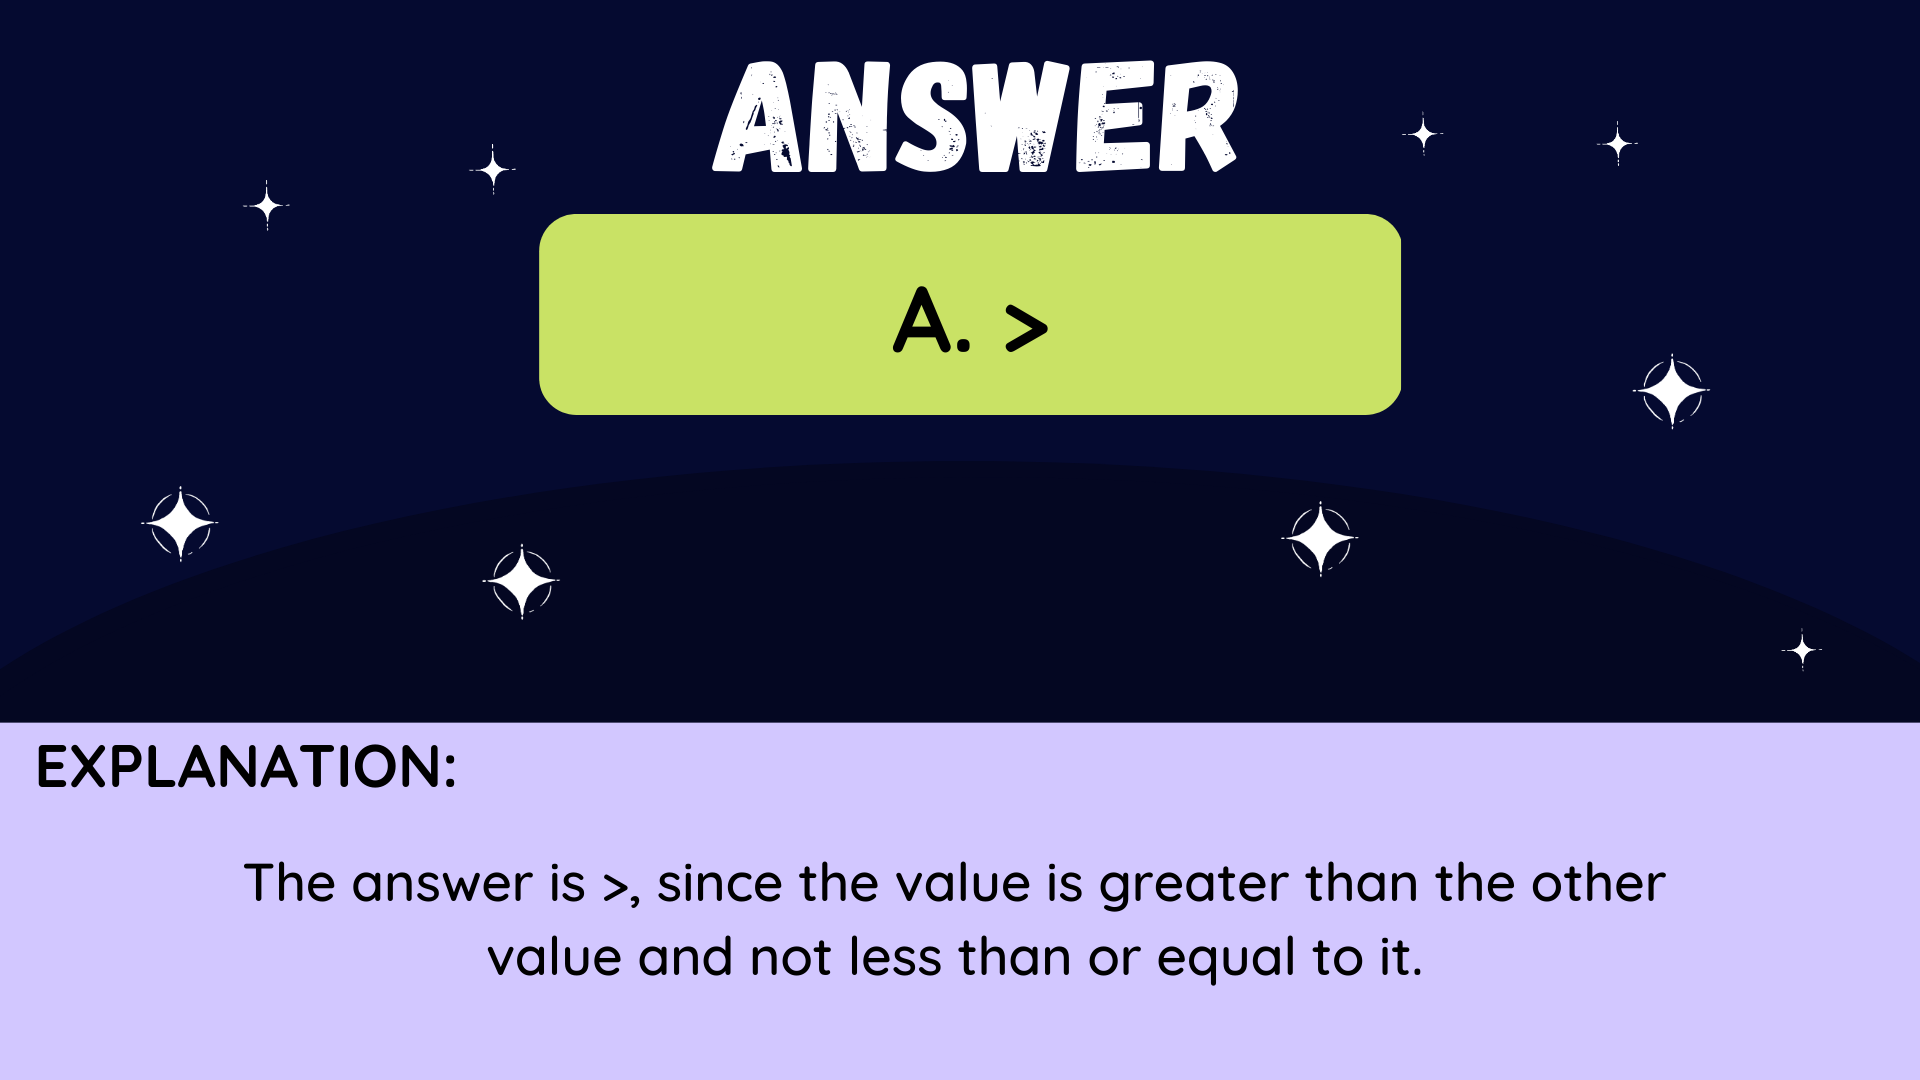 ANSWER
A. >
EXPLANATION:
The answer is >, since the value is greater than the other
value and not less than or equal to it.